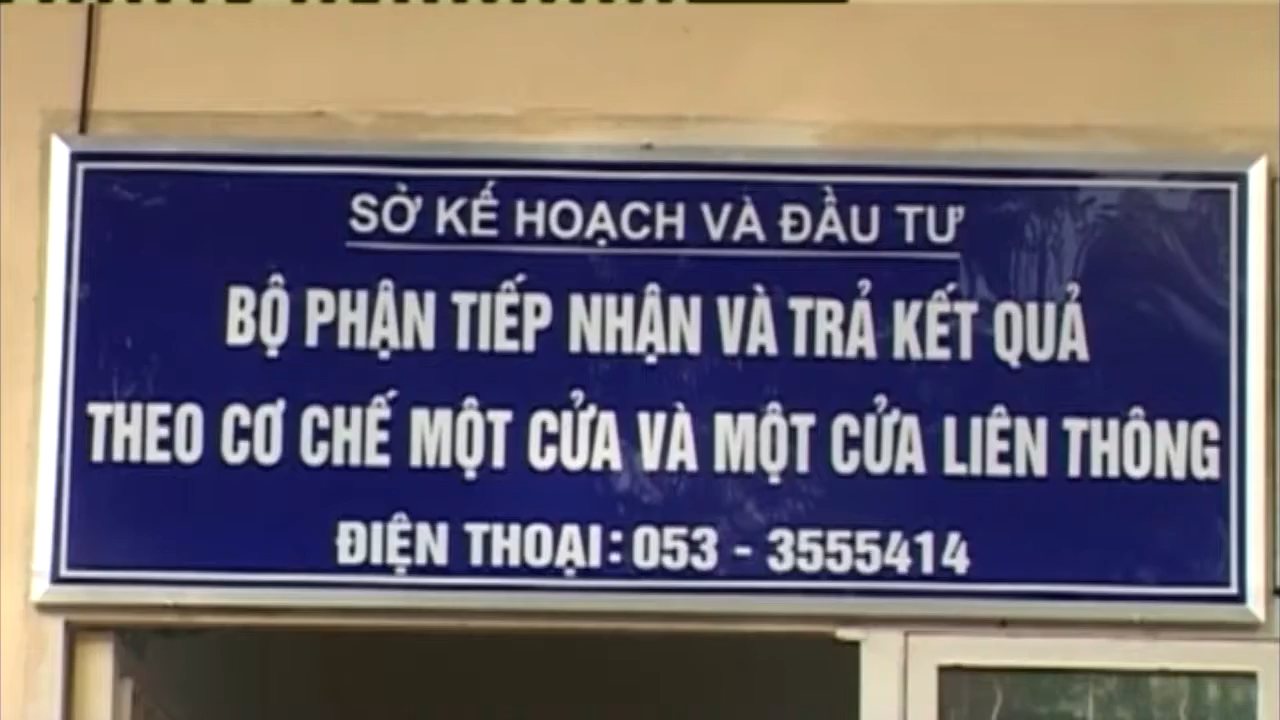 SỞ KẾ HOẠCH VÀ ĐẦU TƯ
BỘ PHẬN TIẾP NHẬN VÀ TRẢ KẾT QUẢ
THEO CƠ CHẾ MỘT CỬA VÀ MỘT CỬA LIÊN THÔNG
ĐIỆN THOẠI: 053 - 3555414